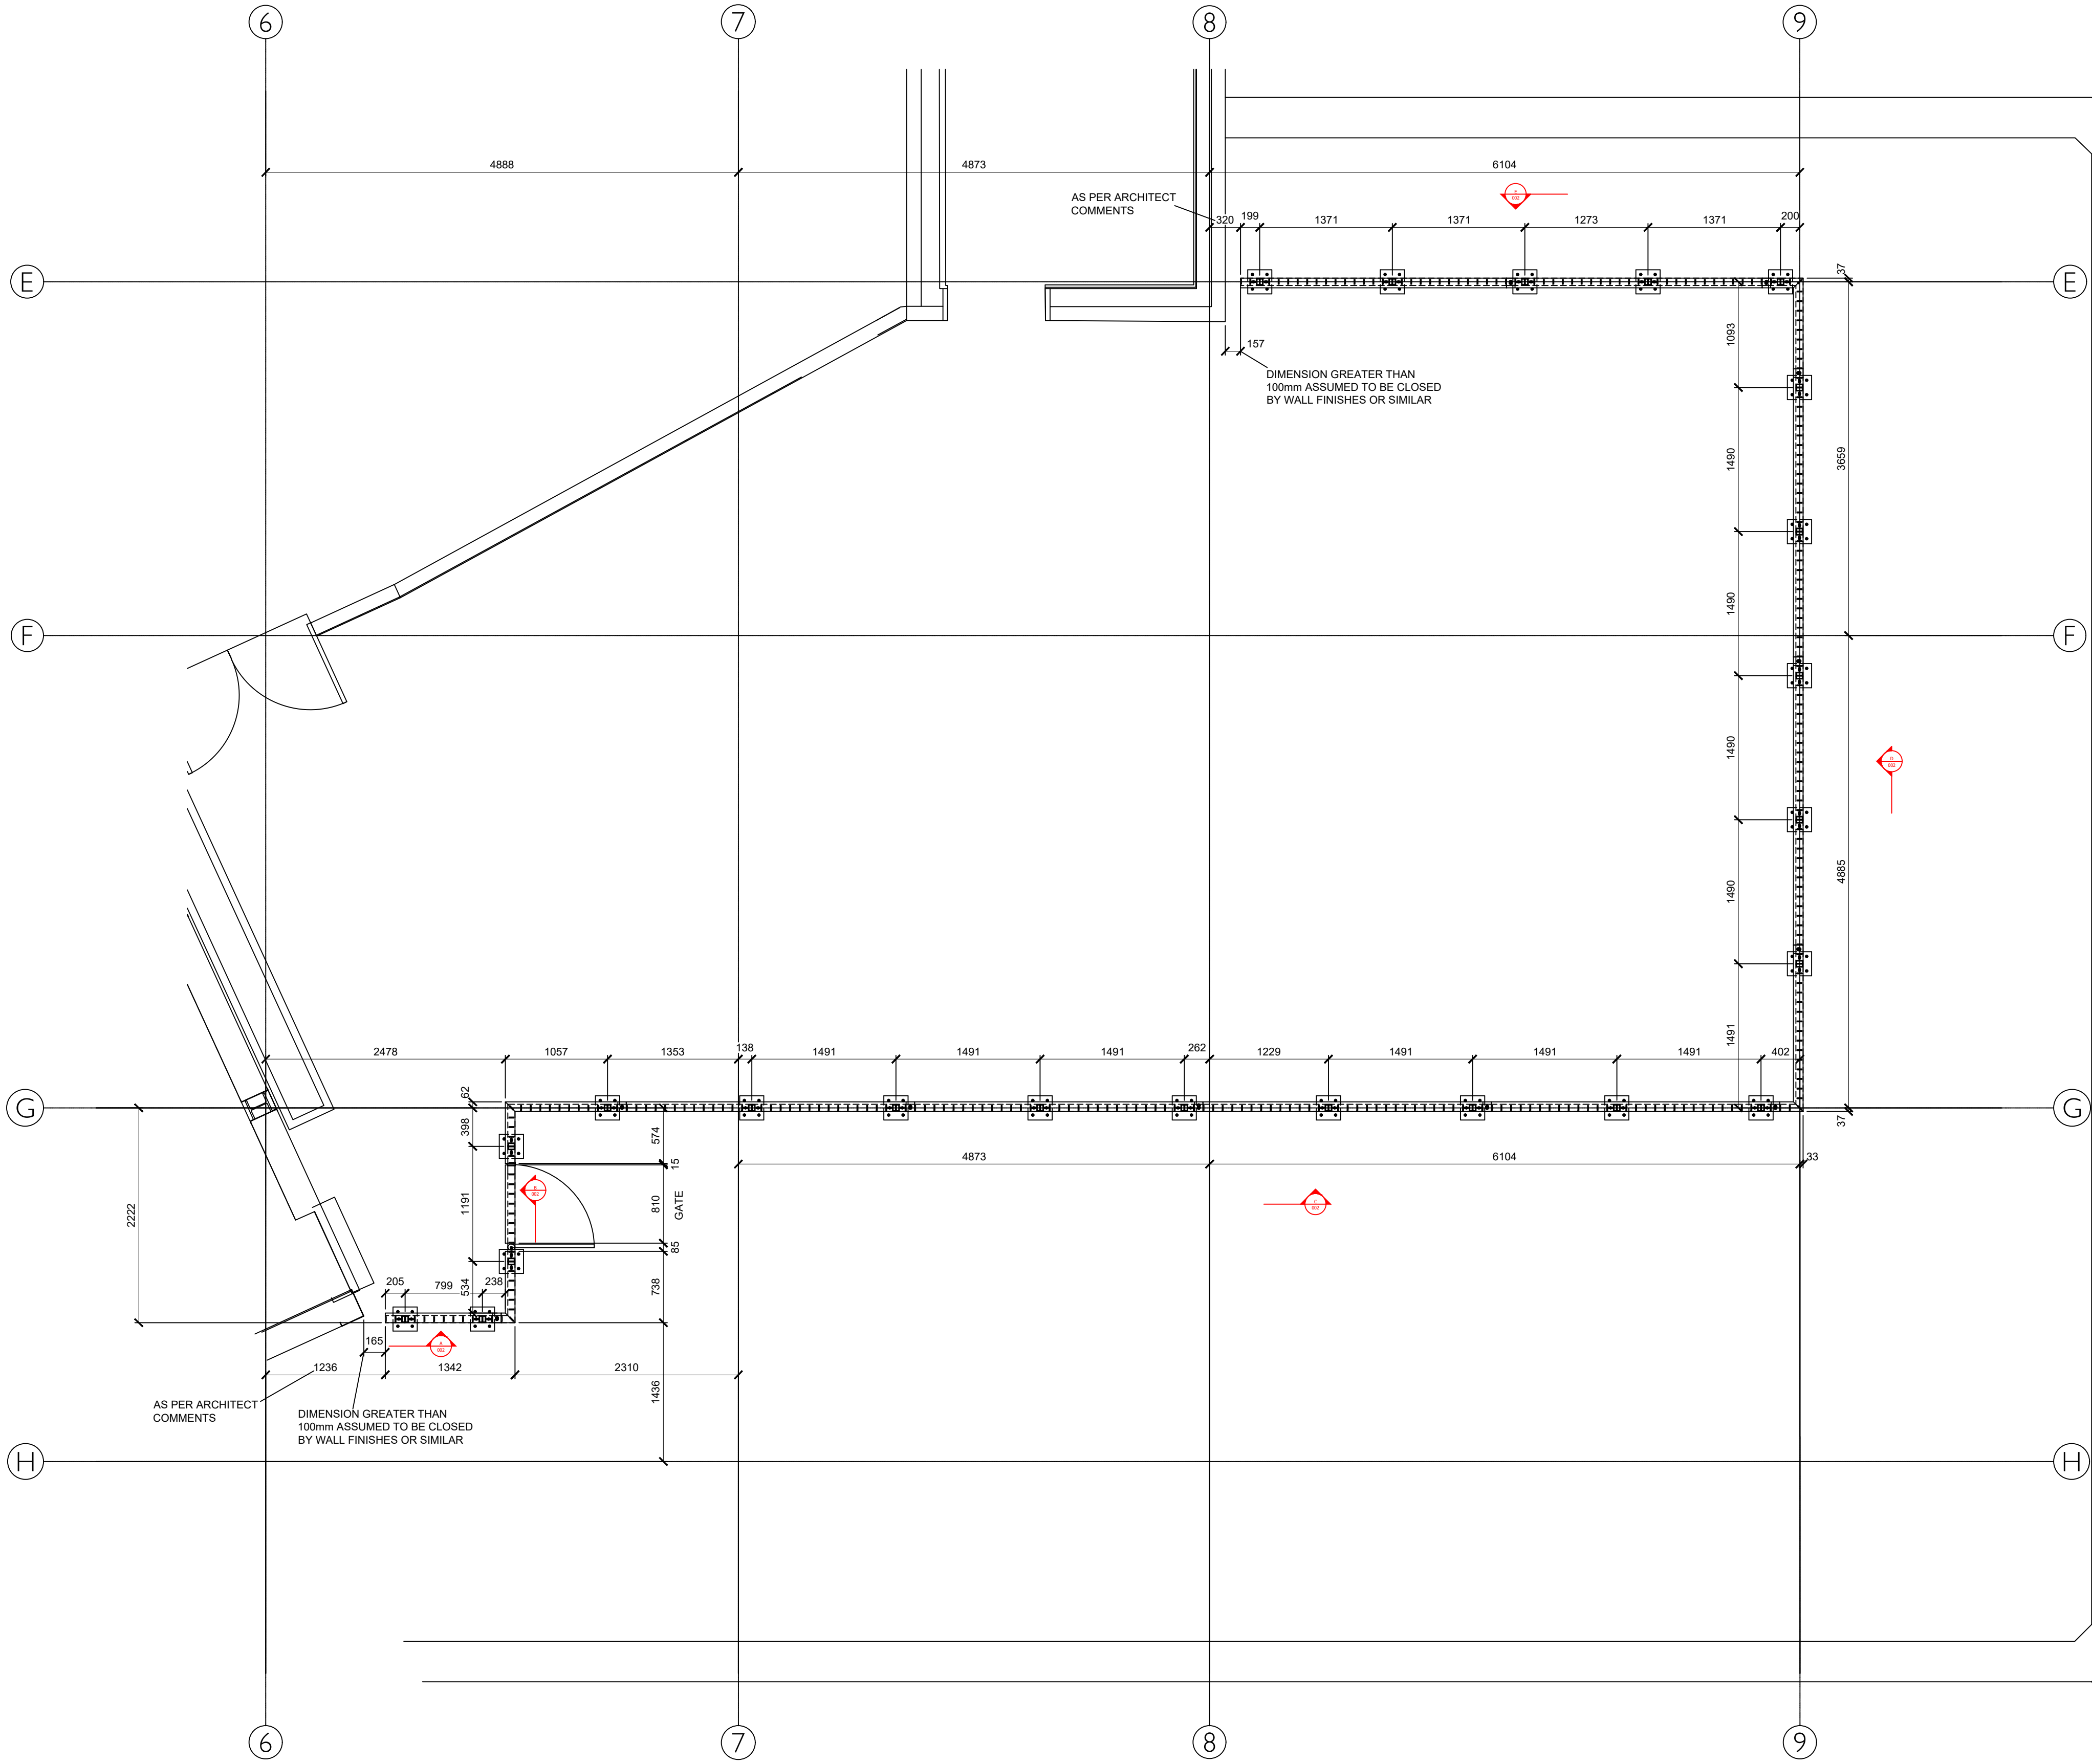 6 7 8 9
4888 4873 6104
AS PER ARCHITECT
COMMENTS
E
002
320 199 1371 1371 1273 1371 200
E E
37
157
DIMENSION GREATER THAN
100mm ASSUMED TO BE CLOSED
BY WALL FINISHES OR SIMILAR
1093
1490 3659
1490
F F
1490
D
002
1490 4885
1491
2478 1057 1353 138 1491 1491 1491 262 1229 1491 1491 1491 402
62
G G
398 574 37
15
4873 6104 33
B
002
2222 1191 810 GATE
C
002
85
205 799 238 534 738
A
002
165
1236 1342 2310
1436
AS PER ARCHITECT
COMMENTS
DIMENSION GREATER THAN
100mm ASSUMED TO BE CLOSED
BY WALL FINISHES OR SIMILAR
H H
6 7 8 9